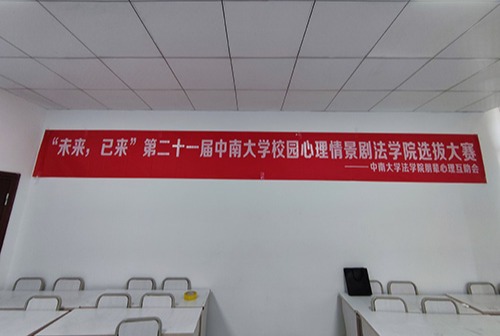 “未来，已来”第二十一届中南大学校园心理情景剧法学院选拔大赛
——中南大学法学院朋辈心理互助会